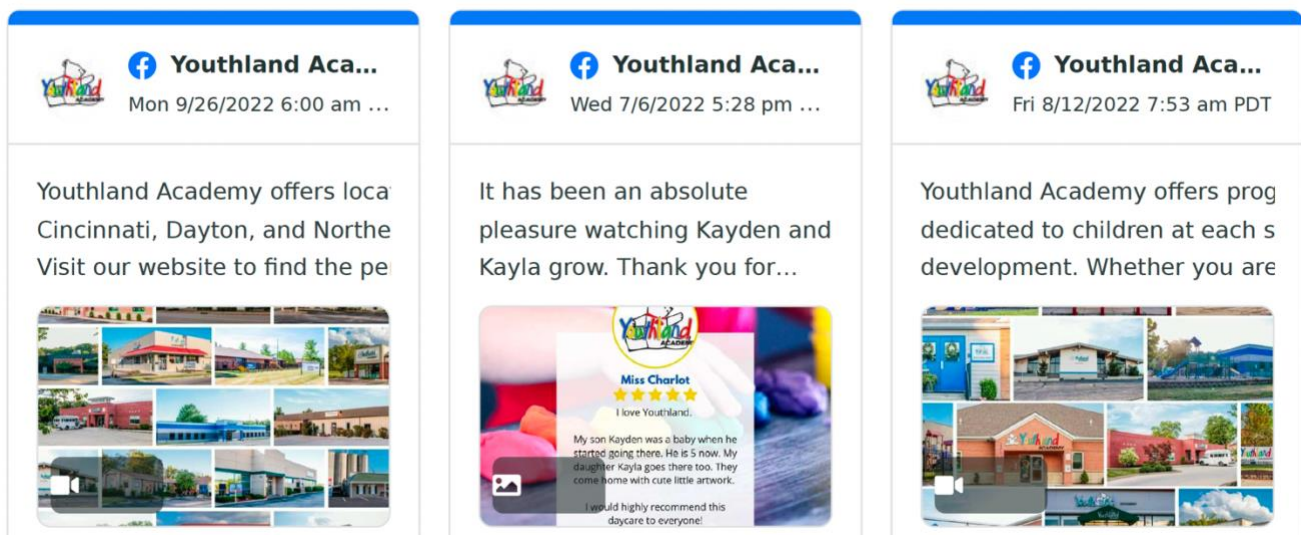 Youthland Aca...
Mon 9/26/2022 6:00 am ...
Youthland Academy offers loca
Cincinnati, Dayton, and Northe
Visit our website to find the pe
Youthland Aca...
Wed 7/6/2022 5:28 pm ...
It has been an absolute
pleasure watching Kayden and
Kayla grow. Thank you for...
Youthland
ACADEMY
Miss Charlot
I love Youthland.
My son Kayden was a baby when he
started going there. He is 5 now. My
daughter Kayla goes there too. They
come home with cute little artwork.
I would highly recommend this
daycare to everyone!
Youthland Aca...
Fri 8/12/2022 7:53 am PDT
Youthland Academy offers prog
dedicated to children at each s
development. Whether you are
Youthland
ACADEMY